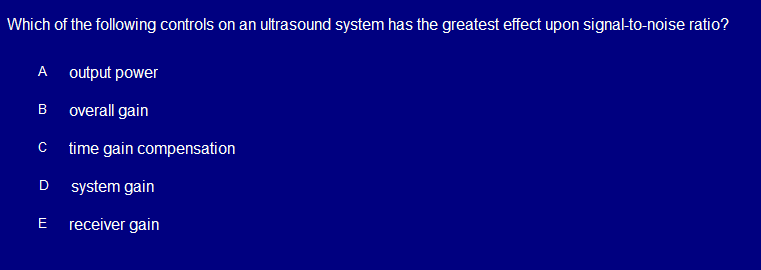 Which of the following controls on an ultrasound system has the greatest effect upon signal-to-noise ratio?
A output power
B overall gain
C time gain compensation
D system gain
E receiver gain